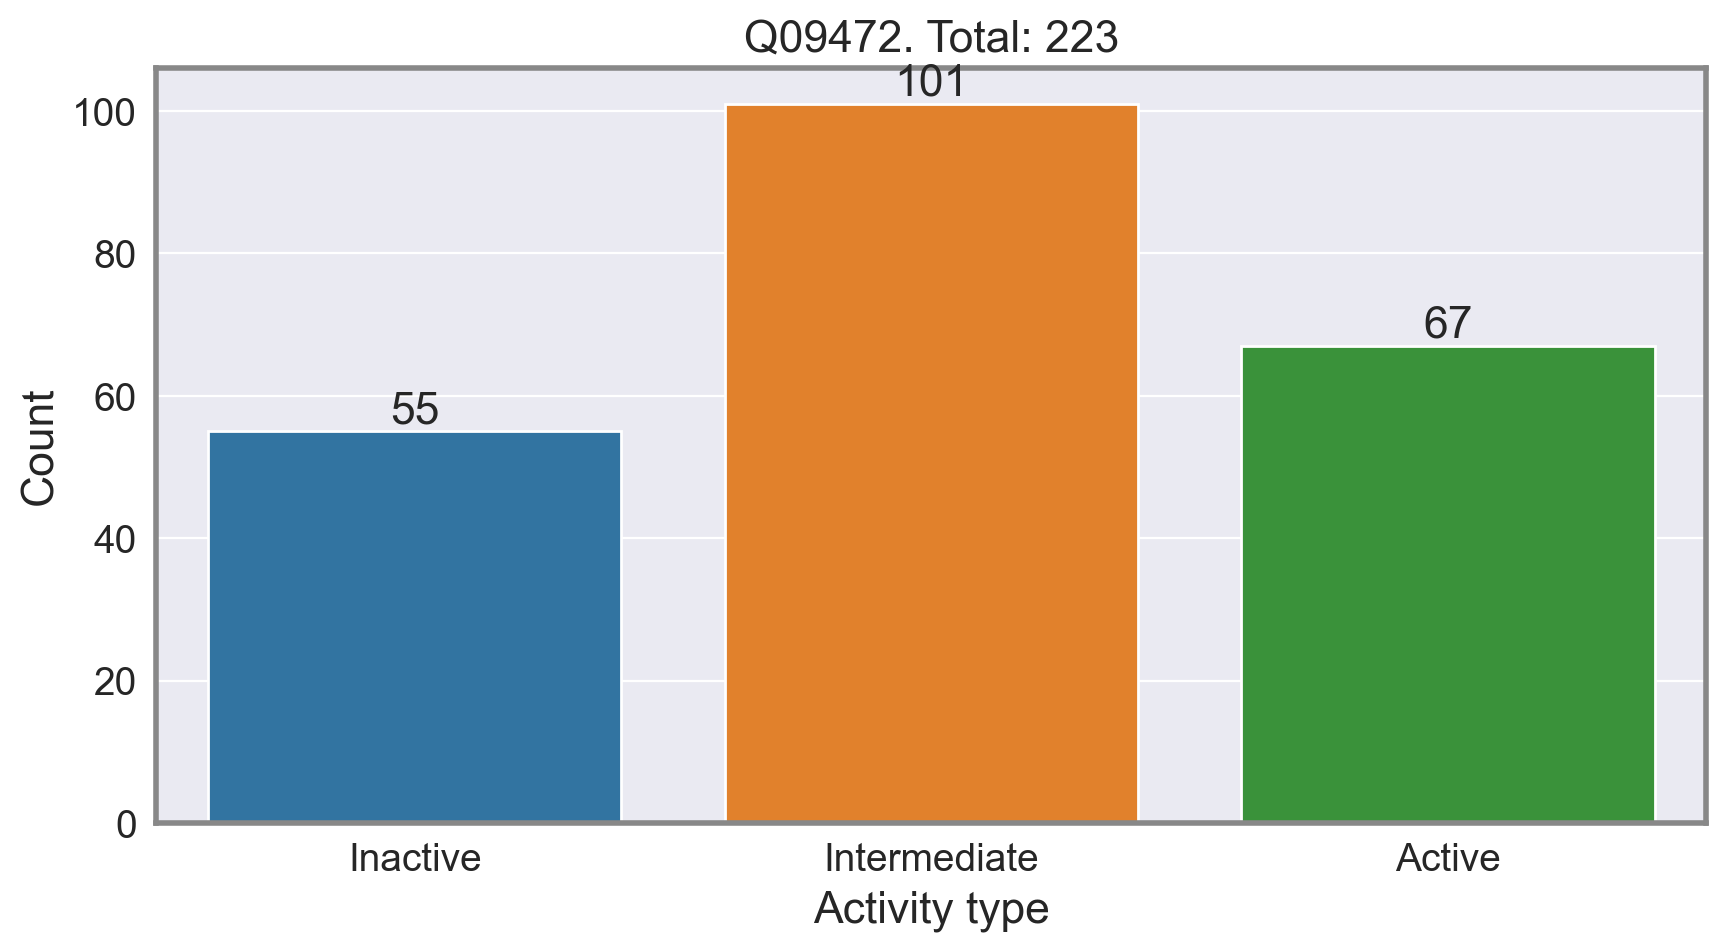 Q09472. Total: 223
101
100
80
67
60
55
Count
40
20
0
Inactive Intermediate Active
Activity type